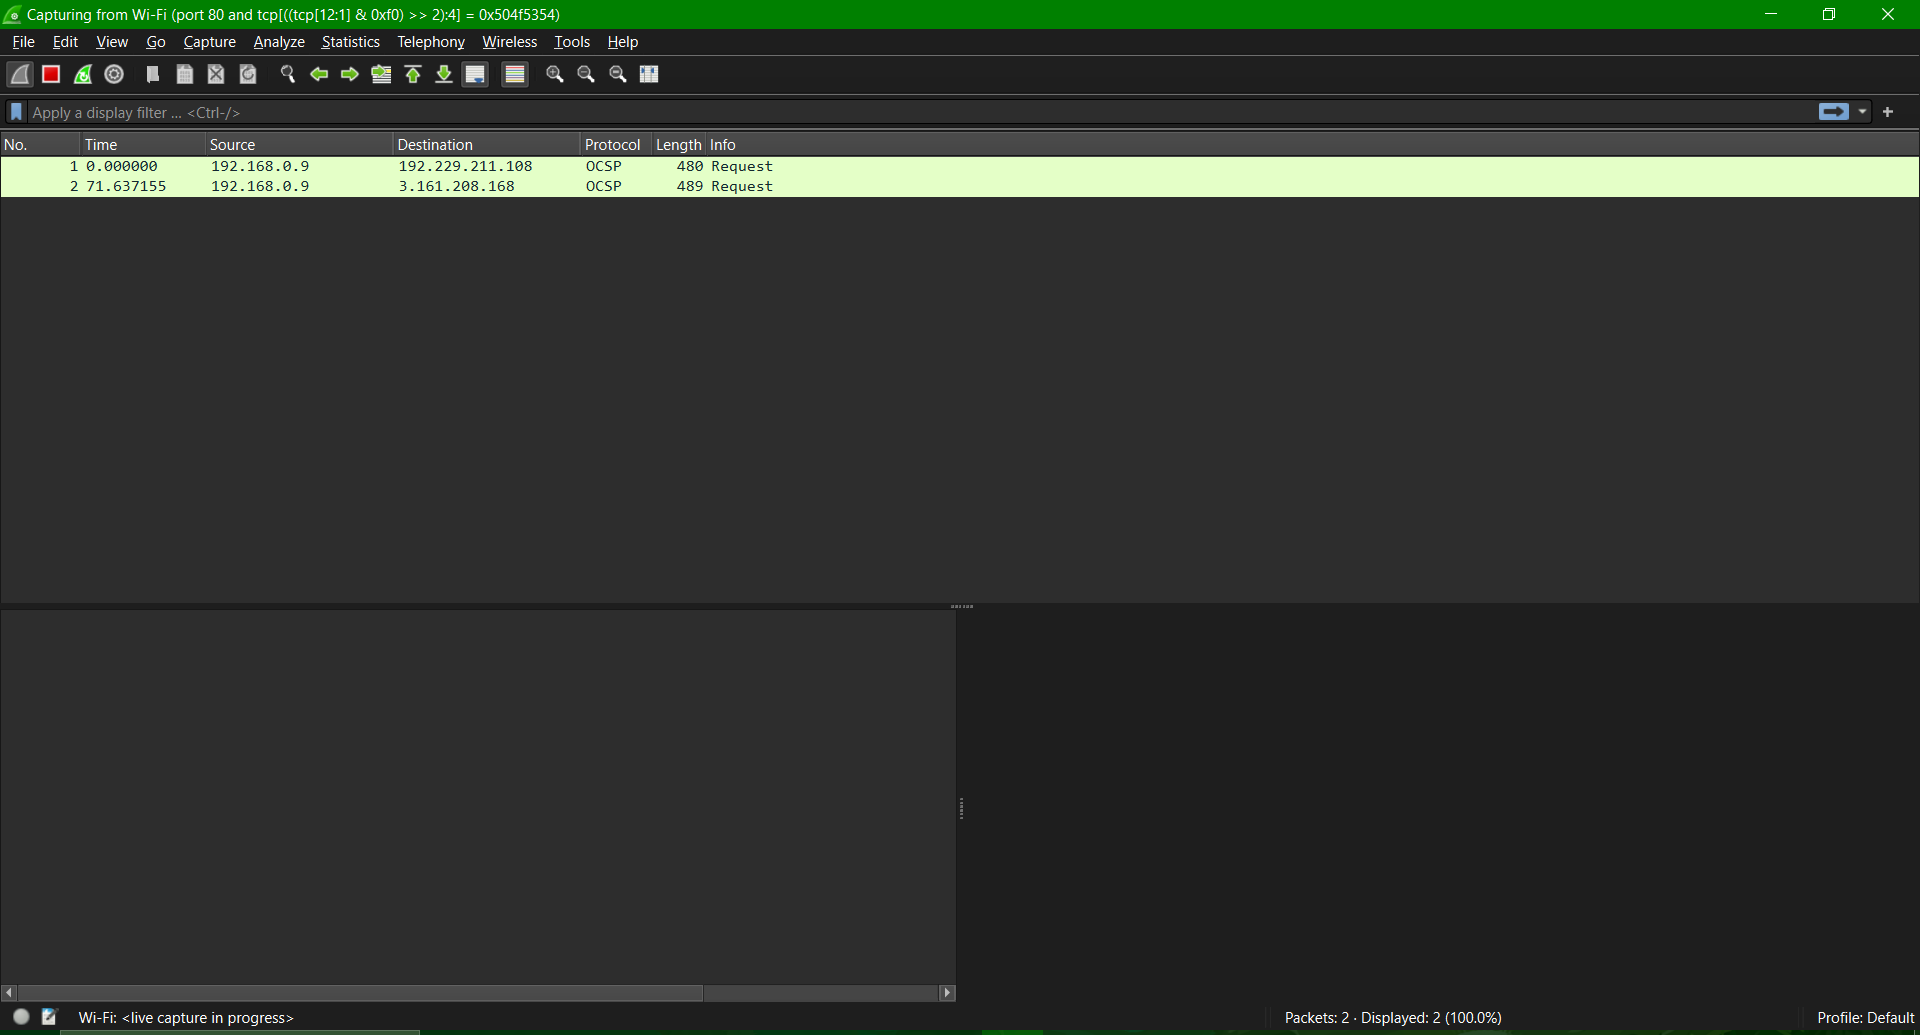 Capturing from Wi-Fi (port 80 and tcp[((tcp[12:1] & 0xf0) >> 2):4] = 0x504f5354)
File Edit View Go Capture Analyze Statistics Telephony Wireless Tools Help
Apply a display filter ... <Ctrl-/>
No. Time Source Destination Protocol Length Info
1 0.000000 192.168.0.9 192.229.211.108 OCSP 480 Request
2 71.637155 192.168.0.9 3.161.208.168 OCSP 489 Request
Wi-Fi: <live capture in progress> Packets: 2 · Displayed: 2 (100.0%) Profile: Default